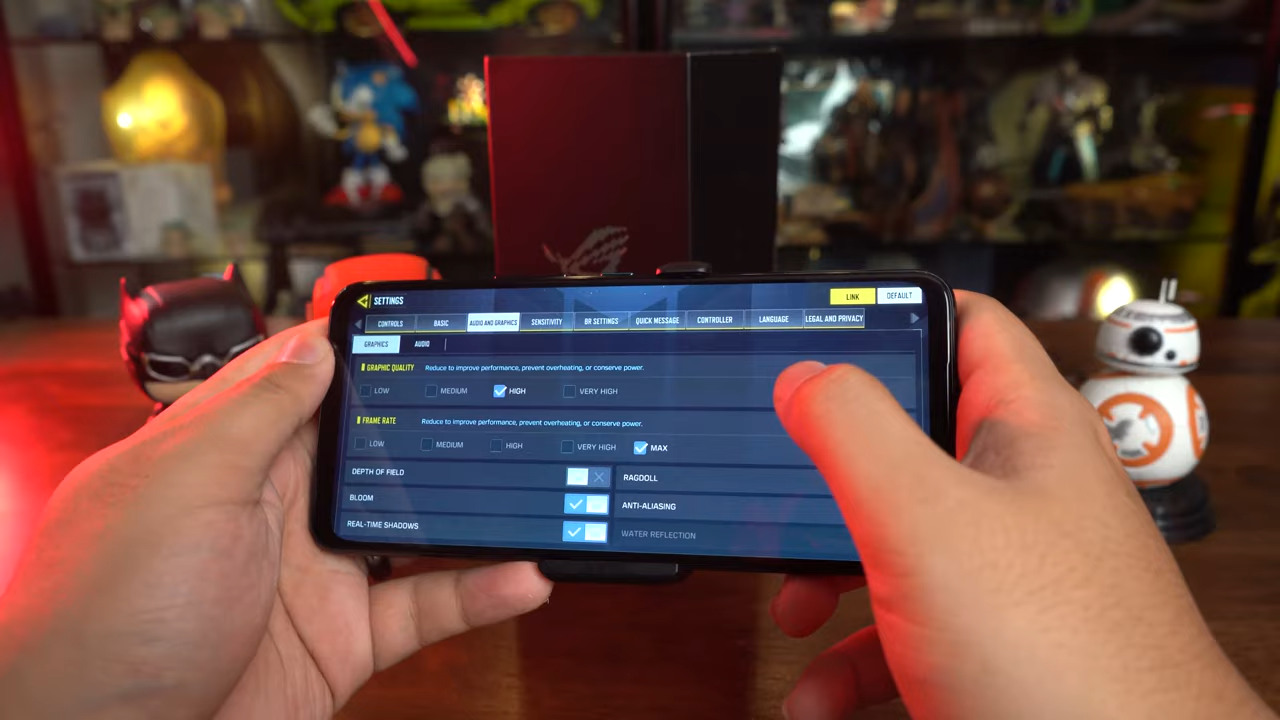 SETTINGS LINK DEFAULT
CONTROLS BASIC AUDIO AND GRAPHICS SENSITIVITY BR SETTINGS QUICK MESSAGE CONTROLLER LANGUAGE LEGAL AND PRIVACY
GRAPHICS AUDIO
GRAPHIC QUALITY Reduce to improve performance, prevent overheating, or conserve power.
LOW MEDIUM HIGH VERY HIGH
FRAME RATE Reduce to improve performance, prevent overheating, or conserve power.
LOW MEDIUM HIGH VERY HIGH MAX
DEPTH OF FIELD RAGDOLL
BLOOM ANTI-ALIASING
REAL-TIME SHADOWS WATER REFLECTION